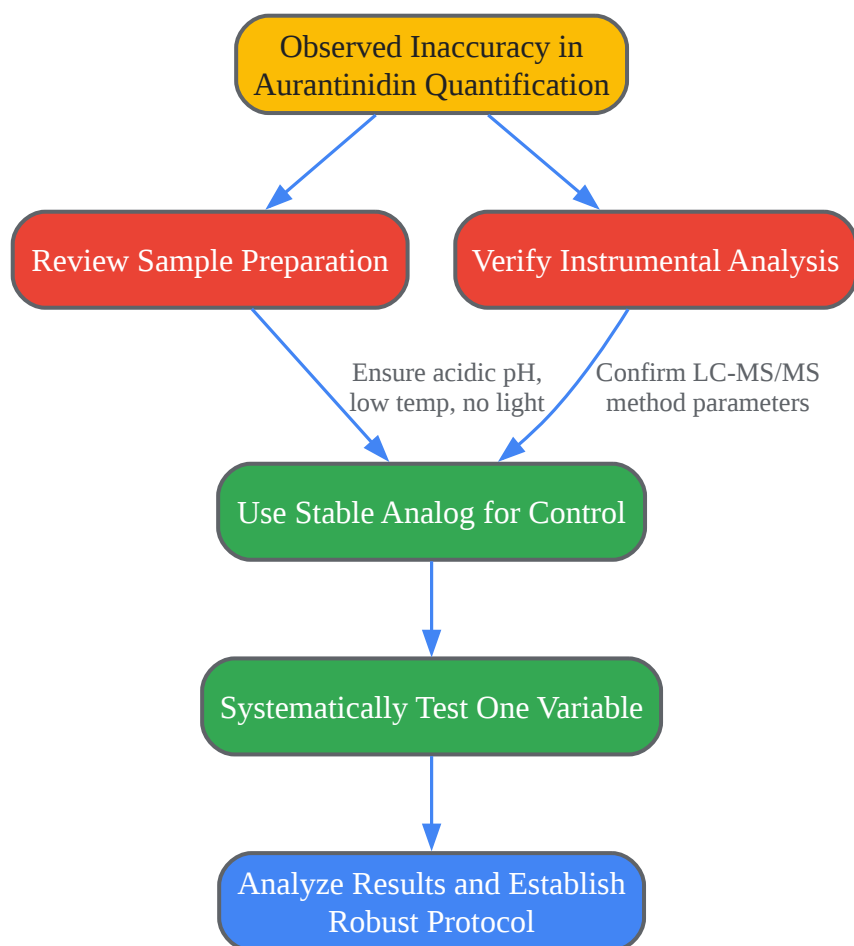 Observed Inaccuracy in
Aurantinidin Quantification
Review Sample Preparation
Verify Instrumental Analysis
Ensure acidic pH,
low temp, no light
Confirm LC-MS/MS
method parameters
Use Stable Analog for Control
Systematically Test One Variable
Analyze Results and Establish
Robust Protocol